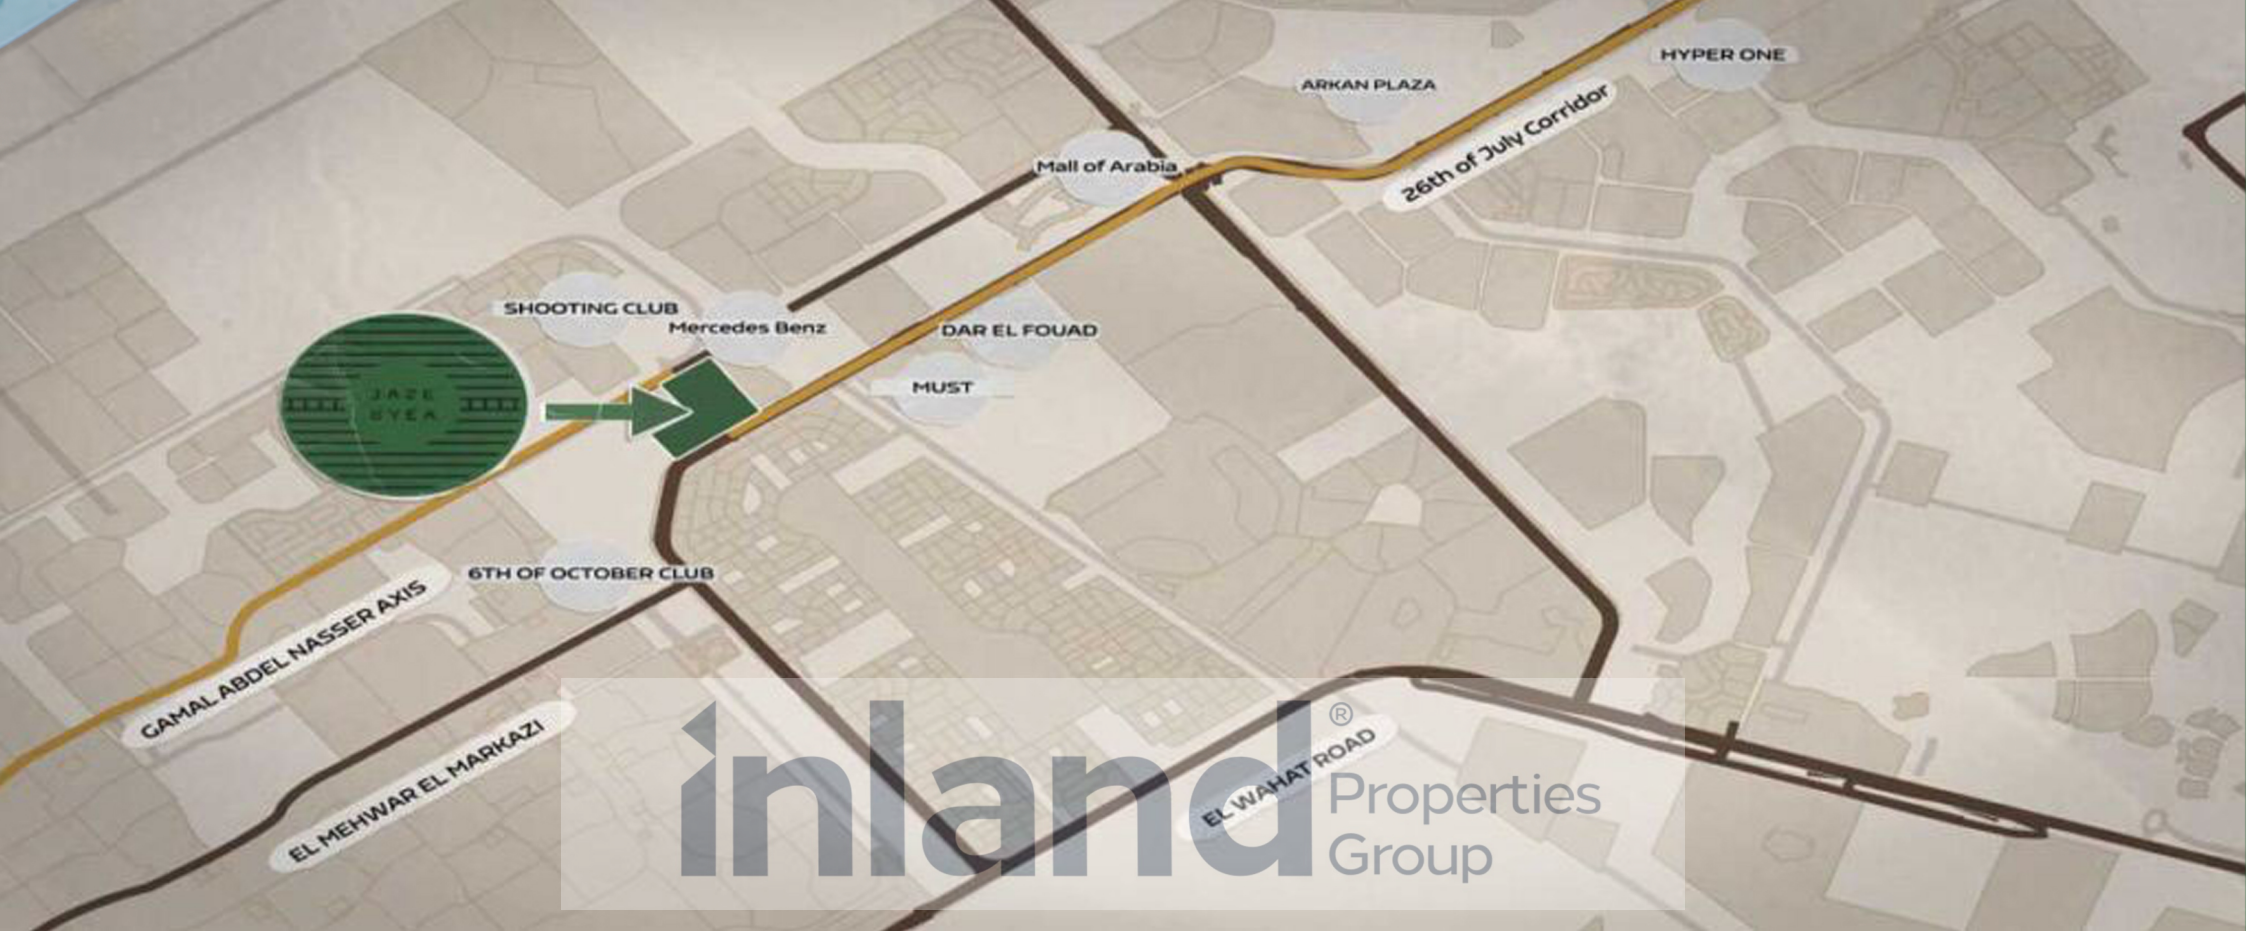 HYPER ONE
ARKAN PLAZA
26th of July Corridor
Mall of Arabia
SHOOTING CLUB
Mercedes Benz
DAR EL FOUAD
MUST
6TH OF OCTOBER CLUB
GAMAL ABDEL NASSER AXIS
EL MEHWAR EL MARKAZI
EL WAHAT ROAD
inland®
Properties
Group